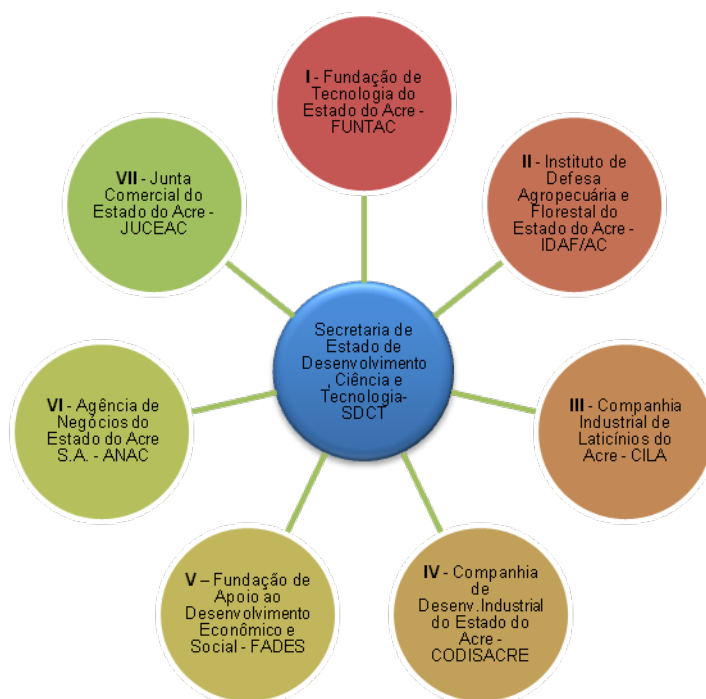 I - Fundação de
Tecnologia do
Estado do Acre -
FUNTAC
II - Instituto de
Defesa
Agropecuária e
Florestal do
Estado do Acre -
IDAF/AC
III - Companhia
Industrial de
Laticínios do
Acre - CILA
IV - Companhia
de
Desenv.Industrial
do Estado do
Acre -
CODISACRE
V – Fundação de
Apoio ao
Desenvolvimento
Econômico e
Social - FADES
VI - Agência de
Negócios do
Estado do Acre
S.A. - ANAC
VII - Junta
Comercial do
Estado do Acre -
JUCEAC
Secretaria de
Estado de
Desenvolvimento
, Ciência e
Tecnologia-
SDCT